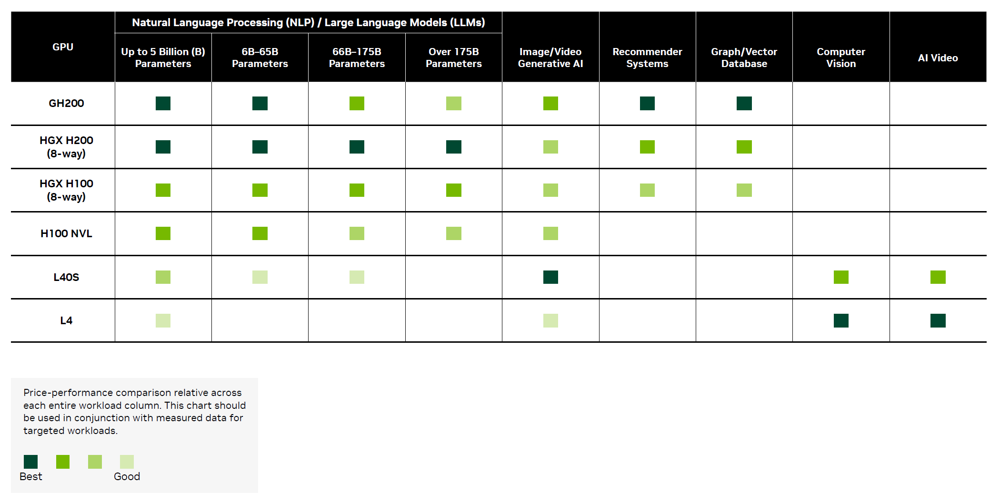 GPU
Natural Language Processing (NLP) / Large Language Models (LLMs)
Up to 5 Billion (B)
Parameters
6B–65B
Parameters
66B–175B
Parameters
Over 175B
Parameters
Image/Video
Generative AI
Recommender
Systems
Graph/Vector
Database
Computer
Vision
AI Video
GH200
HGX H200
(8-way)
HGX H100
(8-way)
H100 NVL
L40S
L4
Price-performance comparison relative across
each entire workload column. This chart should
be used in conjunction with measured data for
targeted workloads.
Best
Good